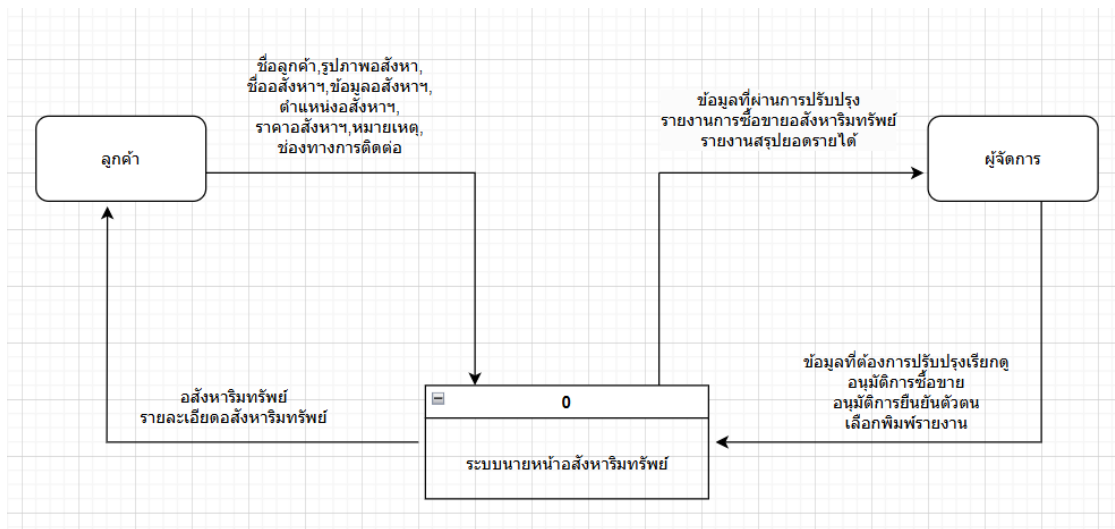 ชื่อลูกค้า,รูปภาพอสังหา,
ชื่ออสังหาฯ,ข้อมูลอสังหาฯ,
ตำแหน่งอสังหาฯ,
ราคาอสังหาฯ,หมายเหตุ,
ช่องทางการติดต่อ
ลูกค้า
ข้อมูลที่ผ่านการปรับปรุง
รายงานการซื้อขายอสังหาริมทรัพย์
รายงานสรุปยอดรายได้
ผู้จัดการ
อสังหาริมทรัพย์
รายละเอียดอสังหาริมทรัพย์
ข้อมูลที่ต้องการปรับปรุงเรียกดู
อนุมัติการซื้อขาย
อนุมัติการยืนยันตัวตน
เลือกพิมพ์รายงาน
0
ระบบนายหน้าอสังหาริมทรัพย์